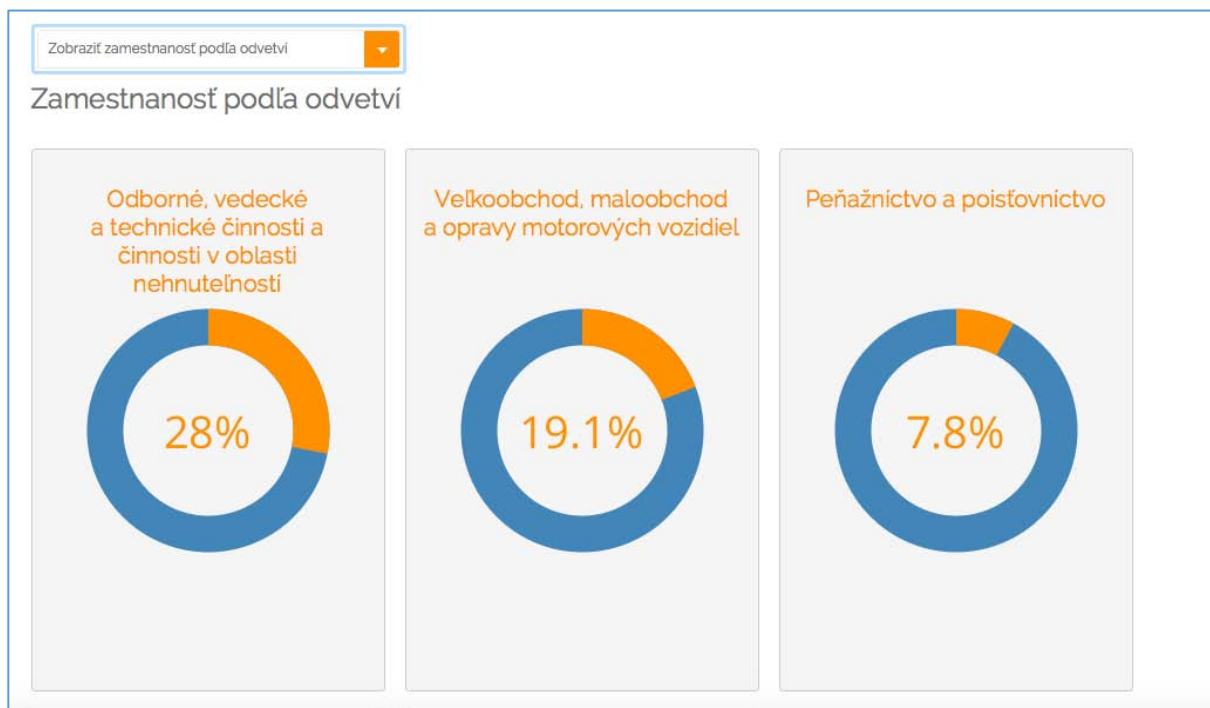 Zobraziť zamestnanosť podľa odvetví
Zamestnanosť podľa odvetví
Odborné, vedecké
a technické činnosti a
činnosti v oblasti
nehnuteľností
28%
Veľkoobchod, maloobchod
a opravy motorových vozidiel
19.1%
Peňažníctvo a poisťovníctvo
7.8%